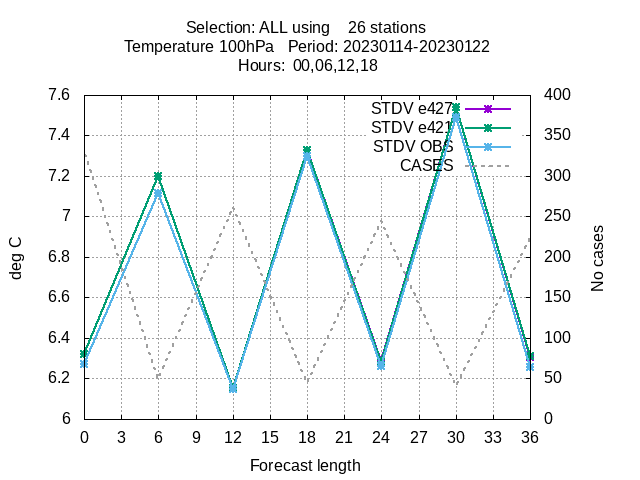 Selection: ALL using 26 stations
Temperature 100hPa Period: 20230114-20230122
Hours: 00,06,12,18
7.6
7.4
7.2
7
6.8
6.6
6.4
6.2
6
deg C
STDV e427
STDV e421
STDV OBS
CASES
400
350
300
250
200
150
100
50
0
No cases
0 3 6 9 12 15 18 21 24 27 30 33 36
Forecast length